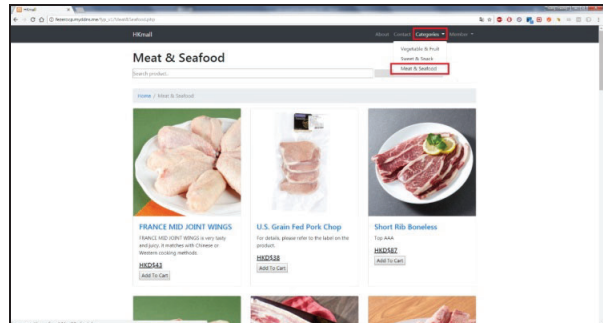 HKmall
HKmall
About Contact Categories Member
Vegetable & Fruit
Sweet & Snack
Meat & Seafood
Meat & Seafood
Search product..
Home / Meat & Seafood
FRANCE MID JOINT WINGS
FRANCE MID JOINT WINGS is very tasty
and juicy. It matches with Chinese or
Western cooking methods.
HKD$43
Add To Cart
U.S. Grain Fed Pork Chop
For details, please refer to the label on the
product.
HKD$38
Add To Cart
Short Rib Boneless
Top AAA
HKD$87
Add To Cart